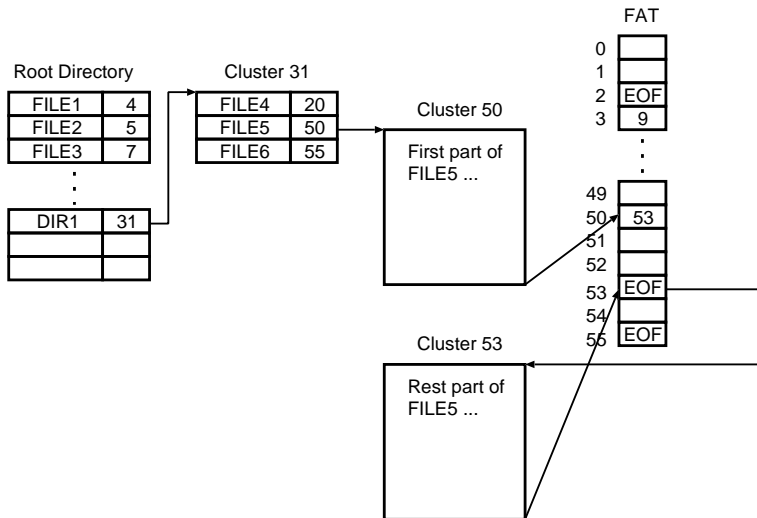 Root Directory
FILE1 4
FILE2 5
FILE3 7
DIR1 31
Cluster 31
FILE4 20
FILE5 50
FILE6 55
Cluster 50
First part of
FILE5 ...
Cluster 53
Rest part of
FILE5 ...
FAT
0
1
2 EOF
3 9
49
50 53
51
52
53 EOF
54
55 EOF